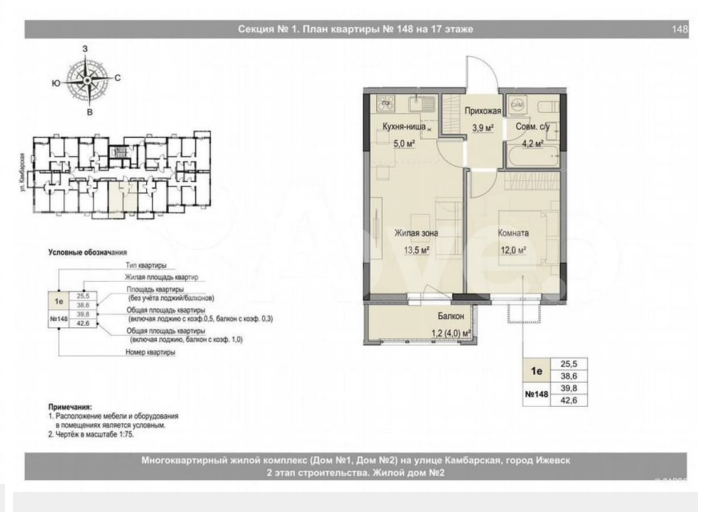 Секция № 1. План квартиры № 148 на 17 этаже
148
З
Ю
С
В
ул. Камбарская
Прихожая
3,9 м²
Кухня-ниша
5,0 м²
Совм. с/у
4,2 м²
Жилая зона
13,5 м²
Комната
12,0 м²
Балкон
1,2 (4,0) м²
1е
№148
25,5
38,6
39,8
42,6
Условные обозначания
Тип квартиры
Жилая площадь квартир
Площадь квартиры
(без учёта лоджий/балконов)
Общая площадь квартиры
(включая лоджию с коэф.0,5, балкон с коэф. 0,3)
Общая площадь квартиры
(включая лоджию, балкон с коэф. 1,0)
Номер квартиры
1е
№148
25,5
38,6
39,8
42,6
Примечания:
1. Расположение мебели и оборудования
в помещениях является условным.
2. Чертёж в масштабе 1:75.
Многоквартирный жилой комплекс (Дом №1, Дом №2) на улице Камбарская, город Ижевск
2 этап строительства. Жилой дом №2